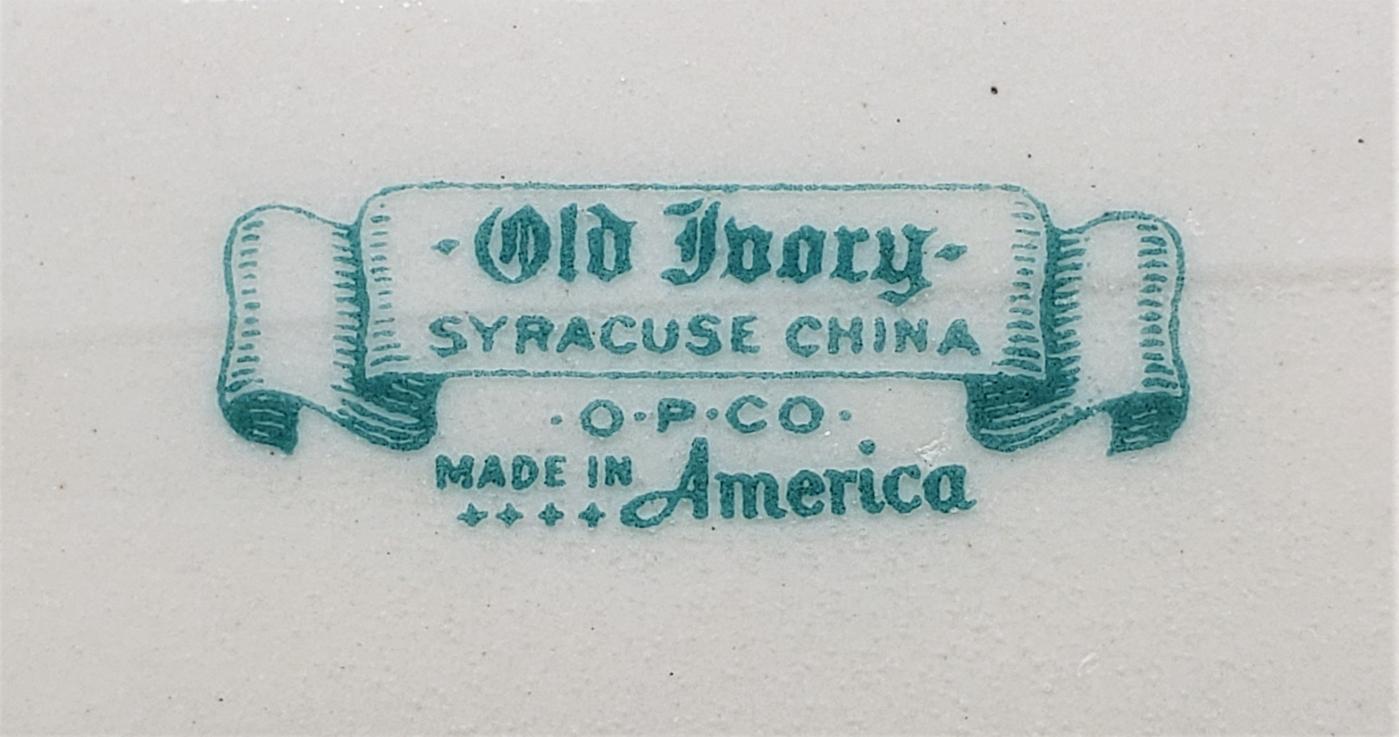 ·Old Ivory·
SYRACUSE CHINA
·O·P·CO·
MADE IN America